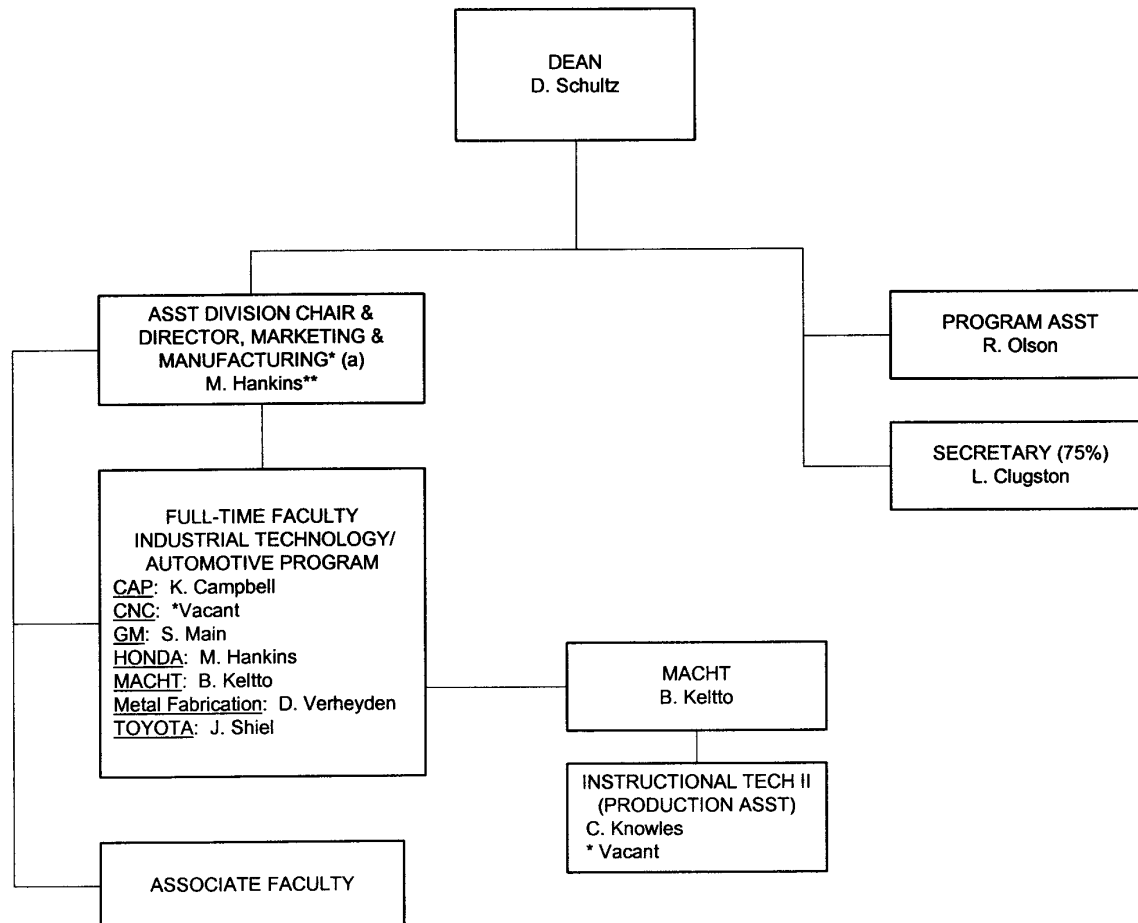 DEAN
D. Schultz
ASST DIVISION CHAIR &
DIRECTOR, MARKETING &
MANUFACTURING* (a)
M. Hankins**
PROGRAM ASST
R. Olson
SECRETARY (75%)
L. Clugston
FULL-TIME FACULTY
INDUSTRIAL TECHNOLOGY/
AUTOMOTIVE PROGRAM
CAP: K. Campbell
CNC: *Vacant
GM: S. Main
HONDA: M. Hankins
MACHT: B. Keltto
Metal Fabrication: D. Verheyden
TOYOTA: J. Shiel
MACHT
B. Keltto
INSTRUCTIONAL TECH II
(PRODUCTION ASST)
C. Knowles
* Vacant
ASSOCIATE FACULTY